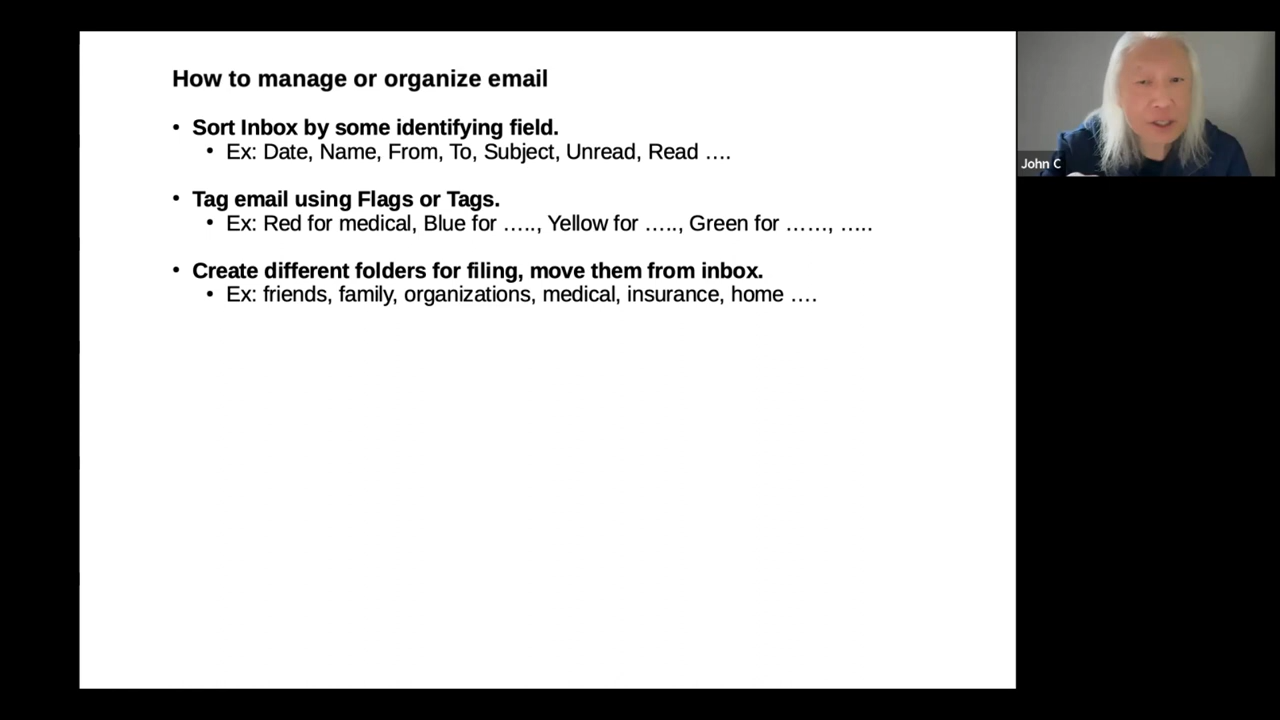 How to manage or organize email
• Sort Inbox by some identifying field.
• Ex: Date, Name, From, To, Subject, Unread, Read ….
• Tag email using Flags or Tags.
• Ex: Red for medical, Blue for ….., Yellow for ….., Green for ……, …..
• Create different folders for filing, move them from inbox.
• Ex: friends, family, organizations, medical, insurance, home ….
John C